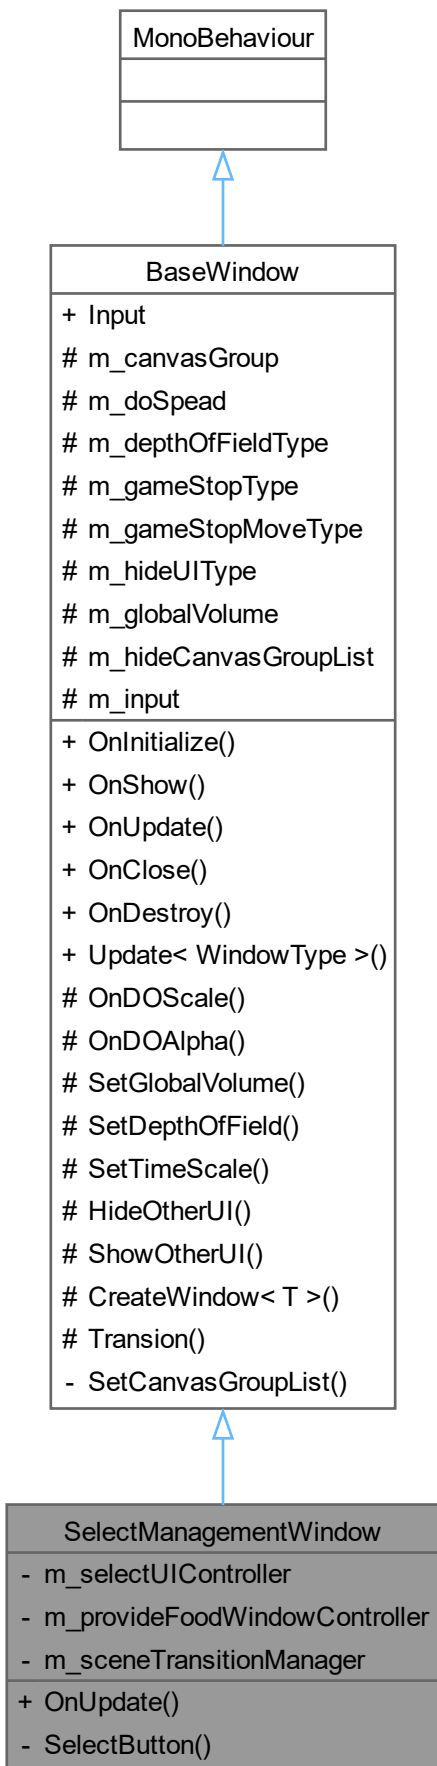 MonoBehaviour
BaseWindow
+ Input
# m_canvasGroup
# m_doSpead
# m_depthOfFieldType
# m_gameStopType
# m_gameStopMoveType
# m_hideUIType
# m_globalVolume
# m_hideCanvasGroupList
# m_input
+ OnInitialize()
+ OnShow()
+ OnUpdate()
+ OnClose()
+ OnDestroy()
+ Update< WindowType >()
# OnDOScale()
# OnDOAlpha()
# SetGlobalVolume()
# SetDepthOfField()
# SetTimeScale()
# HideOtherUI()
# ShowOtherUI()
# CreateWindow< T >()
# Transion()
- SetCanvasGroupList()
SelectManagementWindow
- m_selectUIController
- m_provideFoodWindowController
- m_sceneTransitionManager
+ OnUpdate()
- SelectButton()